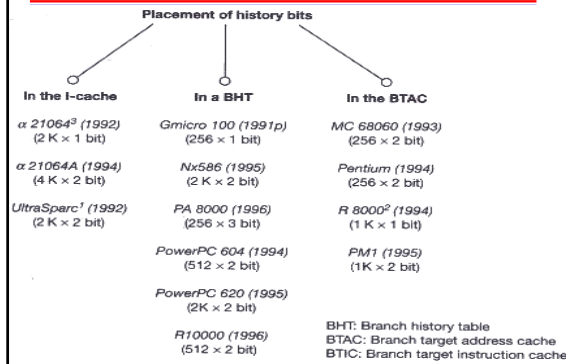 Placement of history bits
In the I-cache
α 21064³ (1992)
(2 K × 1 bit)
α 21064A (1994)
(4 K × 2 bit)
UltraSparc¹ (1992)
(2 K × 2 bit)
In a BHT
Gmicro 100 (1991p)
(256 × 1 bit)
Nx586 (1995)
(2 K × 2 bit)
PA 8000 (1996)
(256 × 3 bit)
PowerPC 604 (1994)
(512 × 2 bit)
PowerPC 620 (1995)
(2K × 2 bit)
R10000 (1996)
(512 × 2 bit)
In the BTAC
MC 68060 (1993)
(256 × 2 bit)
Pentium (1994)
(256 × 2 bit)
R 8000² (1994)
(1 K × 1 bit)
PM1 (1995)
(1K × 2 bit)
BHT: Branch history table
BTAC: Branch target address cache
BTIC: Branch target instruction cache